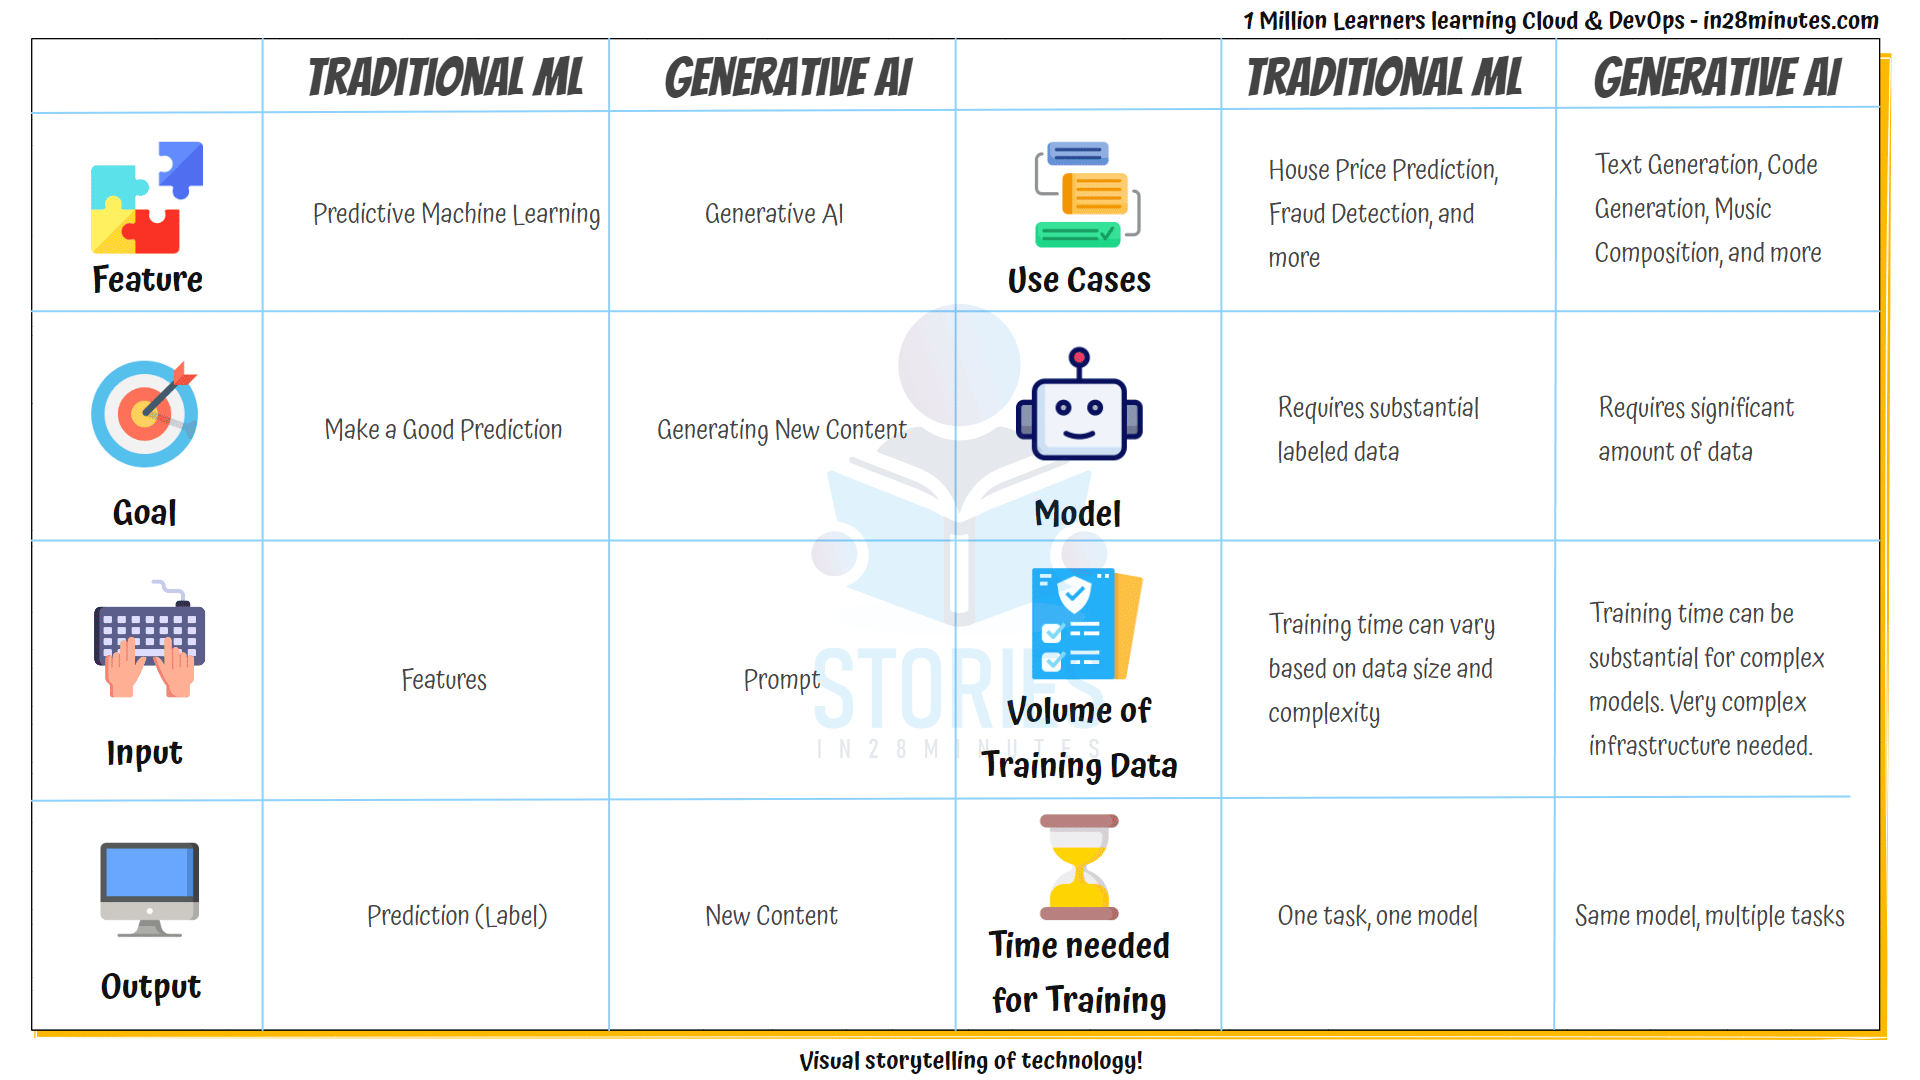 1 Million Learners learning Cloud & DevOps - in28minutes.com
TRADITIONAL ML
GENERATIVE AI
TRADITIONAL ML
GENERATIVE AI
Feature
Predictive Machine Learning
Generative AI
Use Cases
House Price Prediction,
Fraud Detection, and
more
Text Generation, Code
Generation, Music
Composition, and more
Goal
Make a Good Prediction
Generating New Content
Model
Requires substantial
labeled data
Requires significant
amount of data
Input
Features
Prompt
Volume of
Training Data
Training time can vary
based on data size and
complexity
Training time can be
substantial for complex
models. Very complex
infrastructure needed.
STORIES
IN28MINUTES
Output
Prediction (Label)
New Content
Time needed
for Training
One task, one model
Same model, multiple tasks
Visual storytelling of technology!